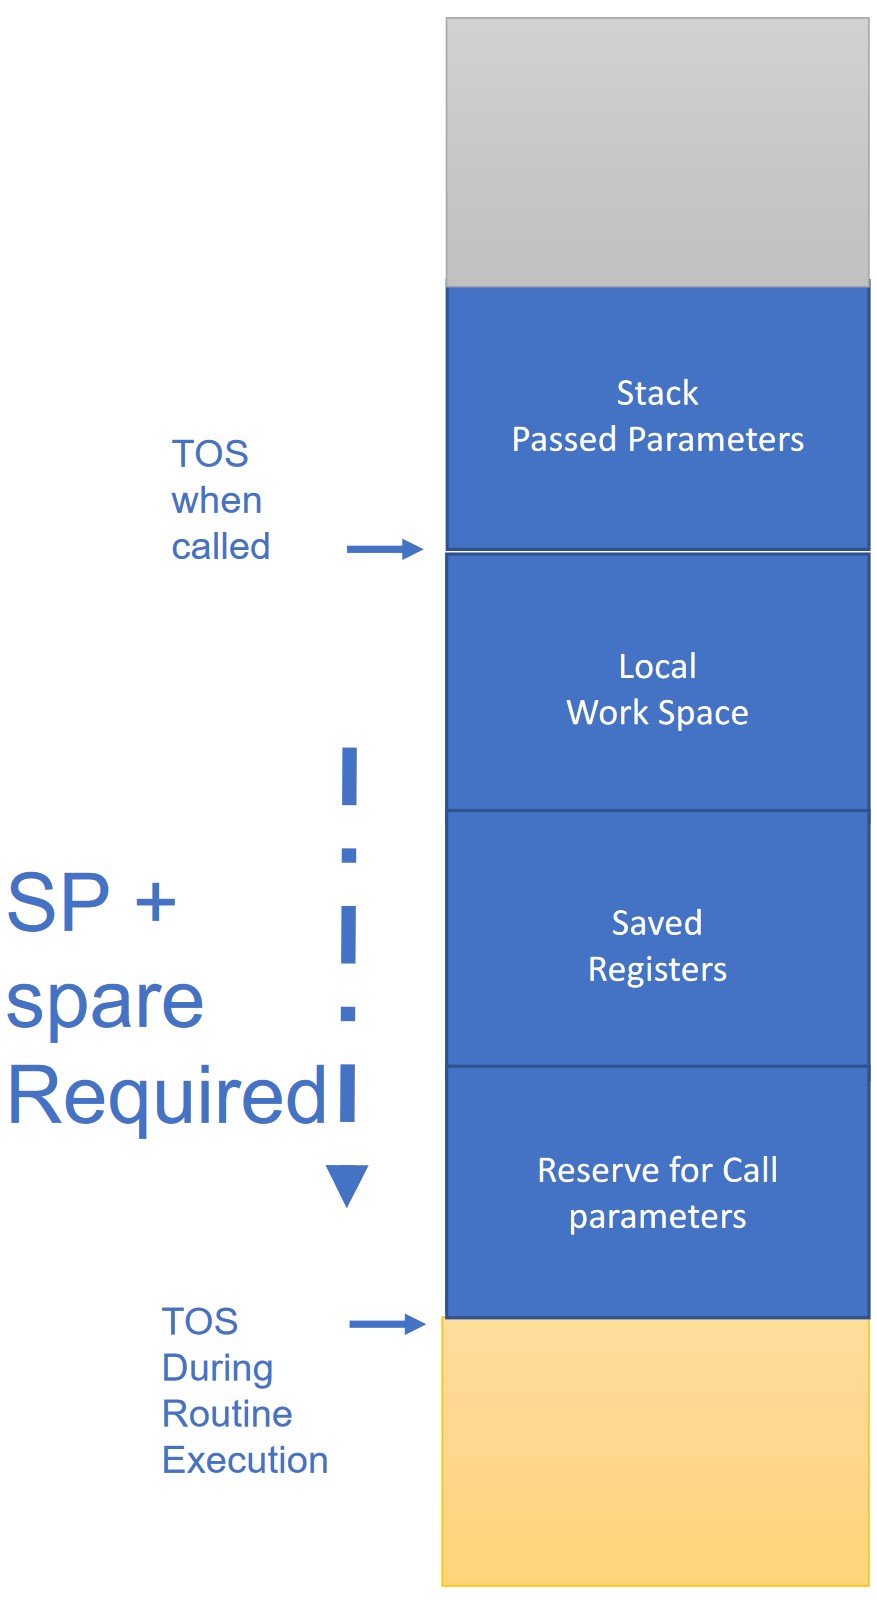 Stack
Passed Parameters
TOS
when
called
Local
Work Space
SP +
spare
Required
Saved
Registers
Reserve for Call
parameters
TOS
During
Routine
Execution